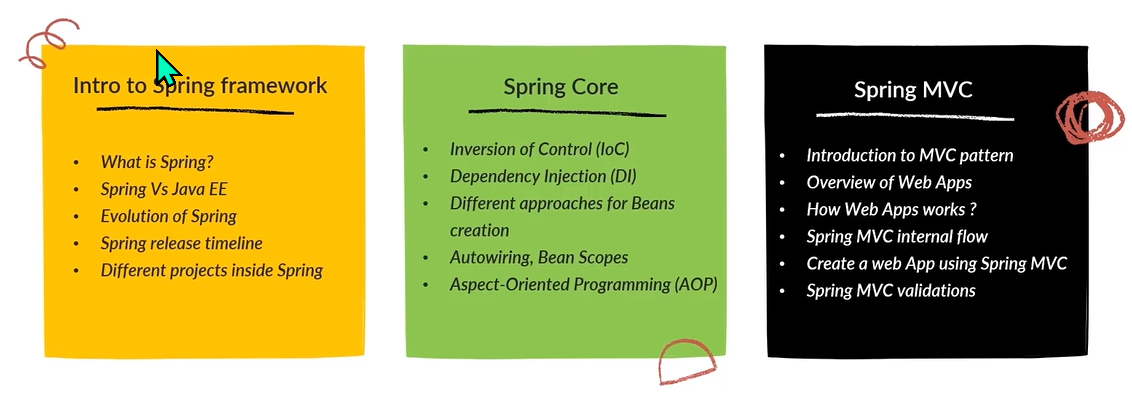 Intro to Spring framework
• What is Spring?
• Spring Vs Java EE
• Evolution of Spring
• Spring release timeline
• Different projects inside Spring
Spring Core
• Inversion of Control (IoC)
• Dependency Injection (DI)
• Different approaches for Beans
creation
• Autowiring, Bean Scopes
• Aspect-Oriented Programming (AOP)
Spring MVC
• Introduction to MVC pattern
• Overview of Web Apps
• How Web Apps works ?
• Spring MVC internal flow
• Create a web App using Spring MVC
• Spring MVC validations